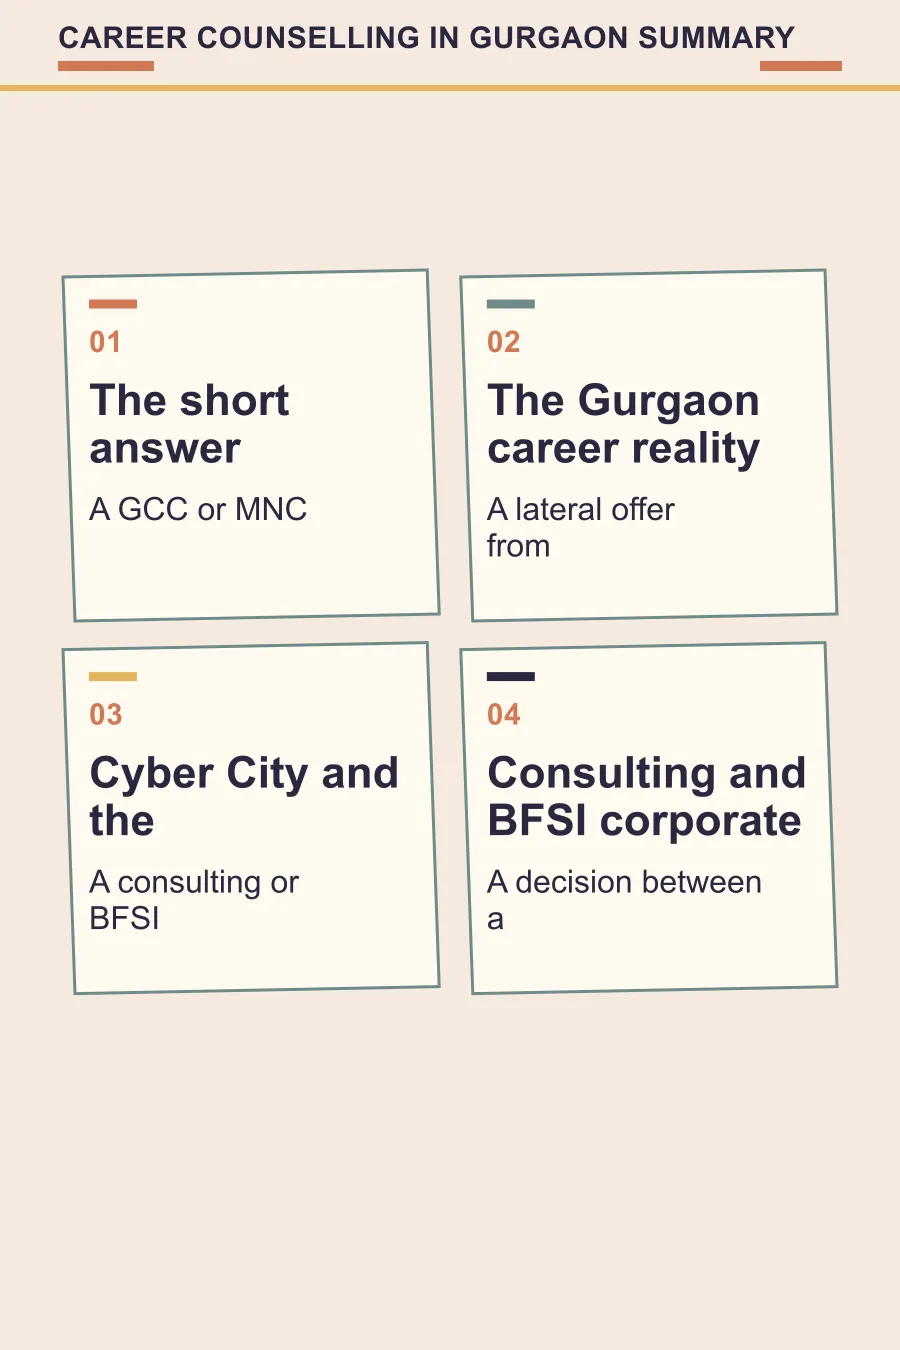 CAREER COUNSELLING IN GURGAON SUMMARY
01
The short
answer
A GCC or MNC
02
The Gurgaon
career reality
A lateral offer
from
03
Cyber City and
the
A consulting or
BFSI
04
Consulting and
BFSI corporate
A decision between
a